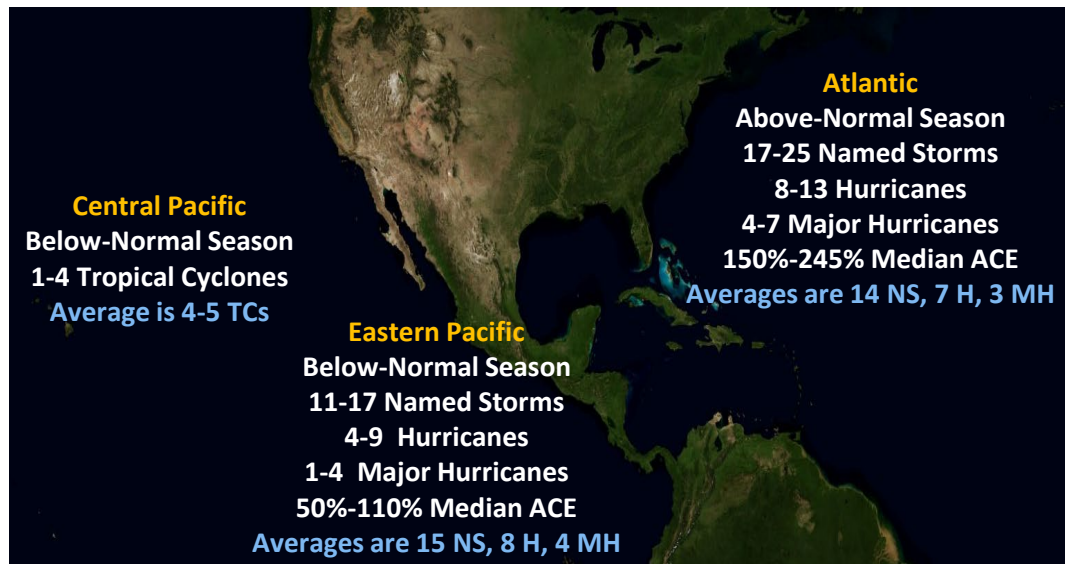 Central Pacific
Below-Normal Season
1-4 Tropical Cyclones
Average is 4-5 TCs
Eastern Pacific
Below-Normal Season
11-17 Named Storms
4-9 Hurricanes
1-4 Major Hurricanes
50%-110% Median ACE
Averages are 15 NS, 8 H, 4 MH
Atlantic
Above-Normal Season
17-25 Named Storms
8-13 Hurricanes
4-7 Major Hurricanes
150%-245% Median ACE
Averages are 14 NS, 7 H, 3 MH